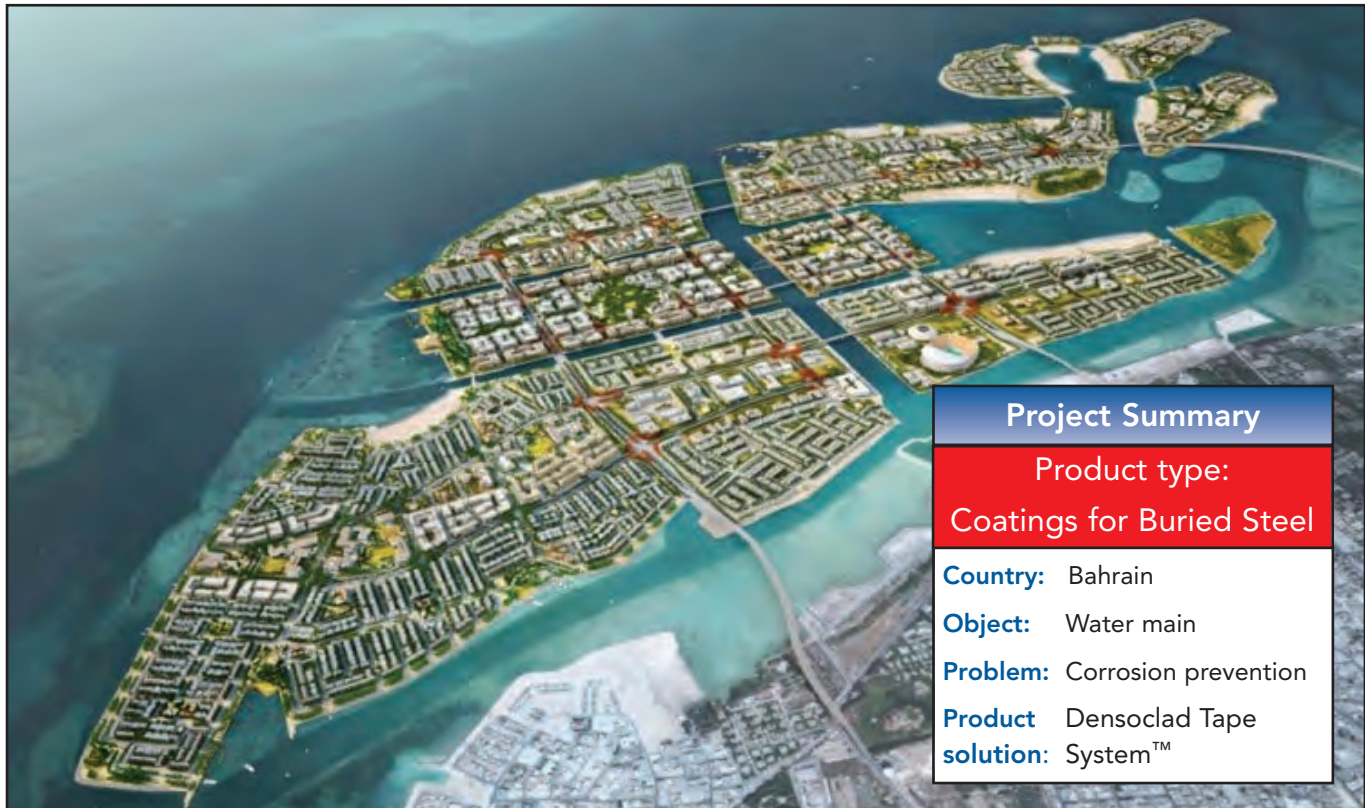 Project Summary
Product type:
Coatings for Buried Steel
Country: Bahrain
Object: Water main
Problem: Corrosion prevention
Product Densoclad Tape
solution: System™